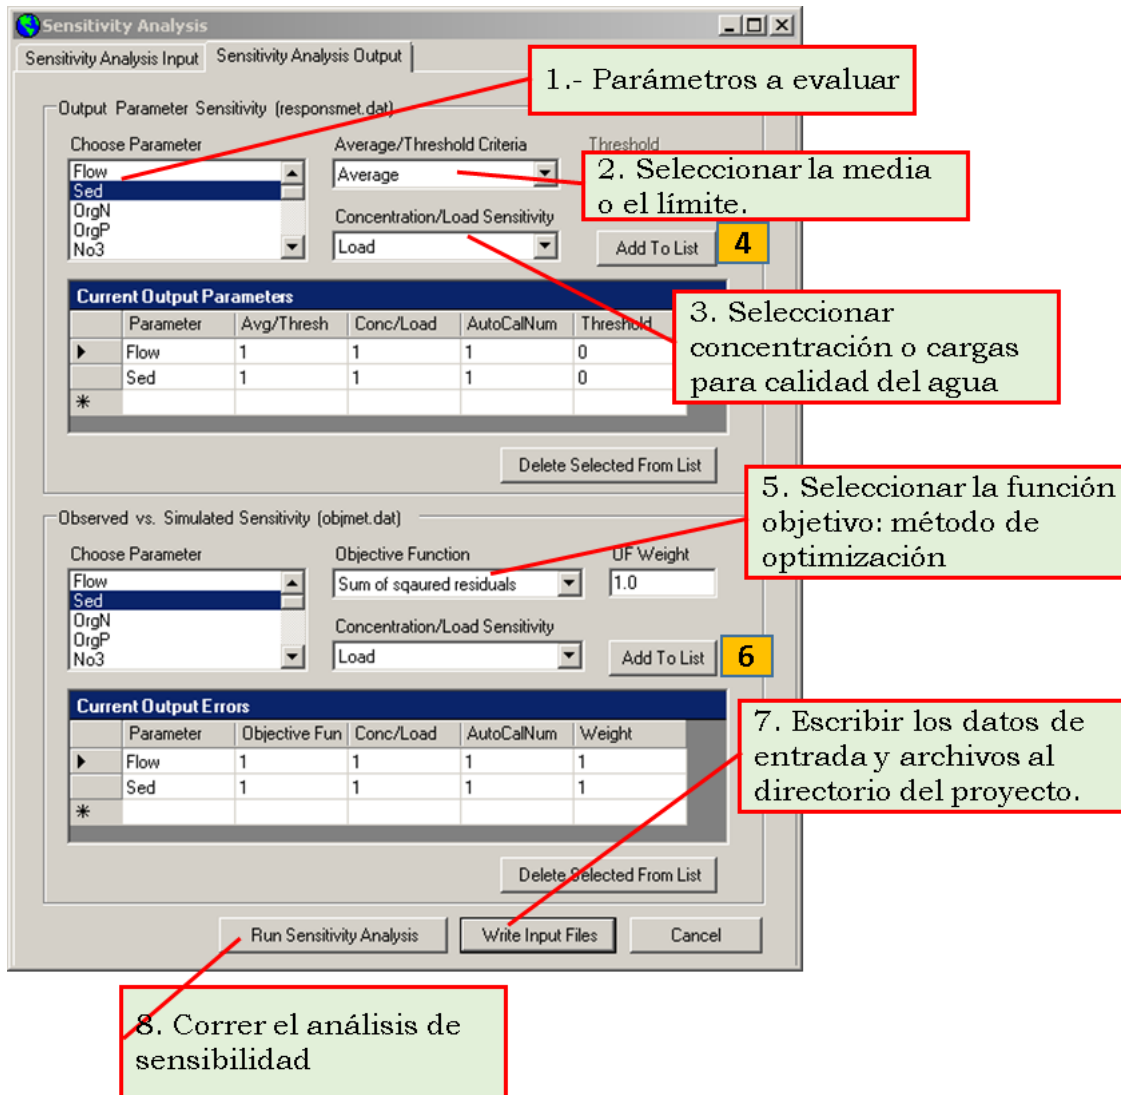 Sensitivity Analysis
Sensitivity Analysis Input
Sensitivity Analysis Output
1.- Parámetros a evaluar
Output Parameter Sensitivity (responsmet.dat)
Choose Parameter
Average/Threshold Criteria
Threshold
Flow
Sed
OrgN
OrgP
No3
Average
2. Seleccionar la media
o el límite.
Concentration/Load Sensitivity
Load
Add To List
4
Current Output Parameters
Parameter Avg/Thresh Conc/Load AutoCalNum Threshold
Flow 1 1 1 0
Sed 1 1 1 0
3. Seleccionar
concentración o cargas
para calidad del agua
Delete Selected From List
5. Seleccionar la función
objetivo: método de
optimización
Observed vs. Simulated Sensitivity (objmet.dat)
Choose Parameter
Objective Function
OF Weight
Flow
Sed
OrgN
OrgP
No3
Sum of sqaured residuals
1.0
Concentration/Load Sensitivity
Load
Add To List
6
Current Output Errors
Parameter Objective Fun Conc/Load AutoCalNum Weight
Flow 1 1 1 1
Sed 1 1 1 1
7. Escribir los datos de
entrada y archivos al
directorio del proyecto.
Delete Selected From List
Run Sensitivity Analysis
Write Input Files
Cancel
8. Correr el análisis de
sensibilidad